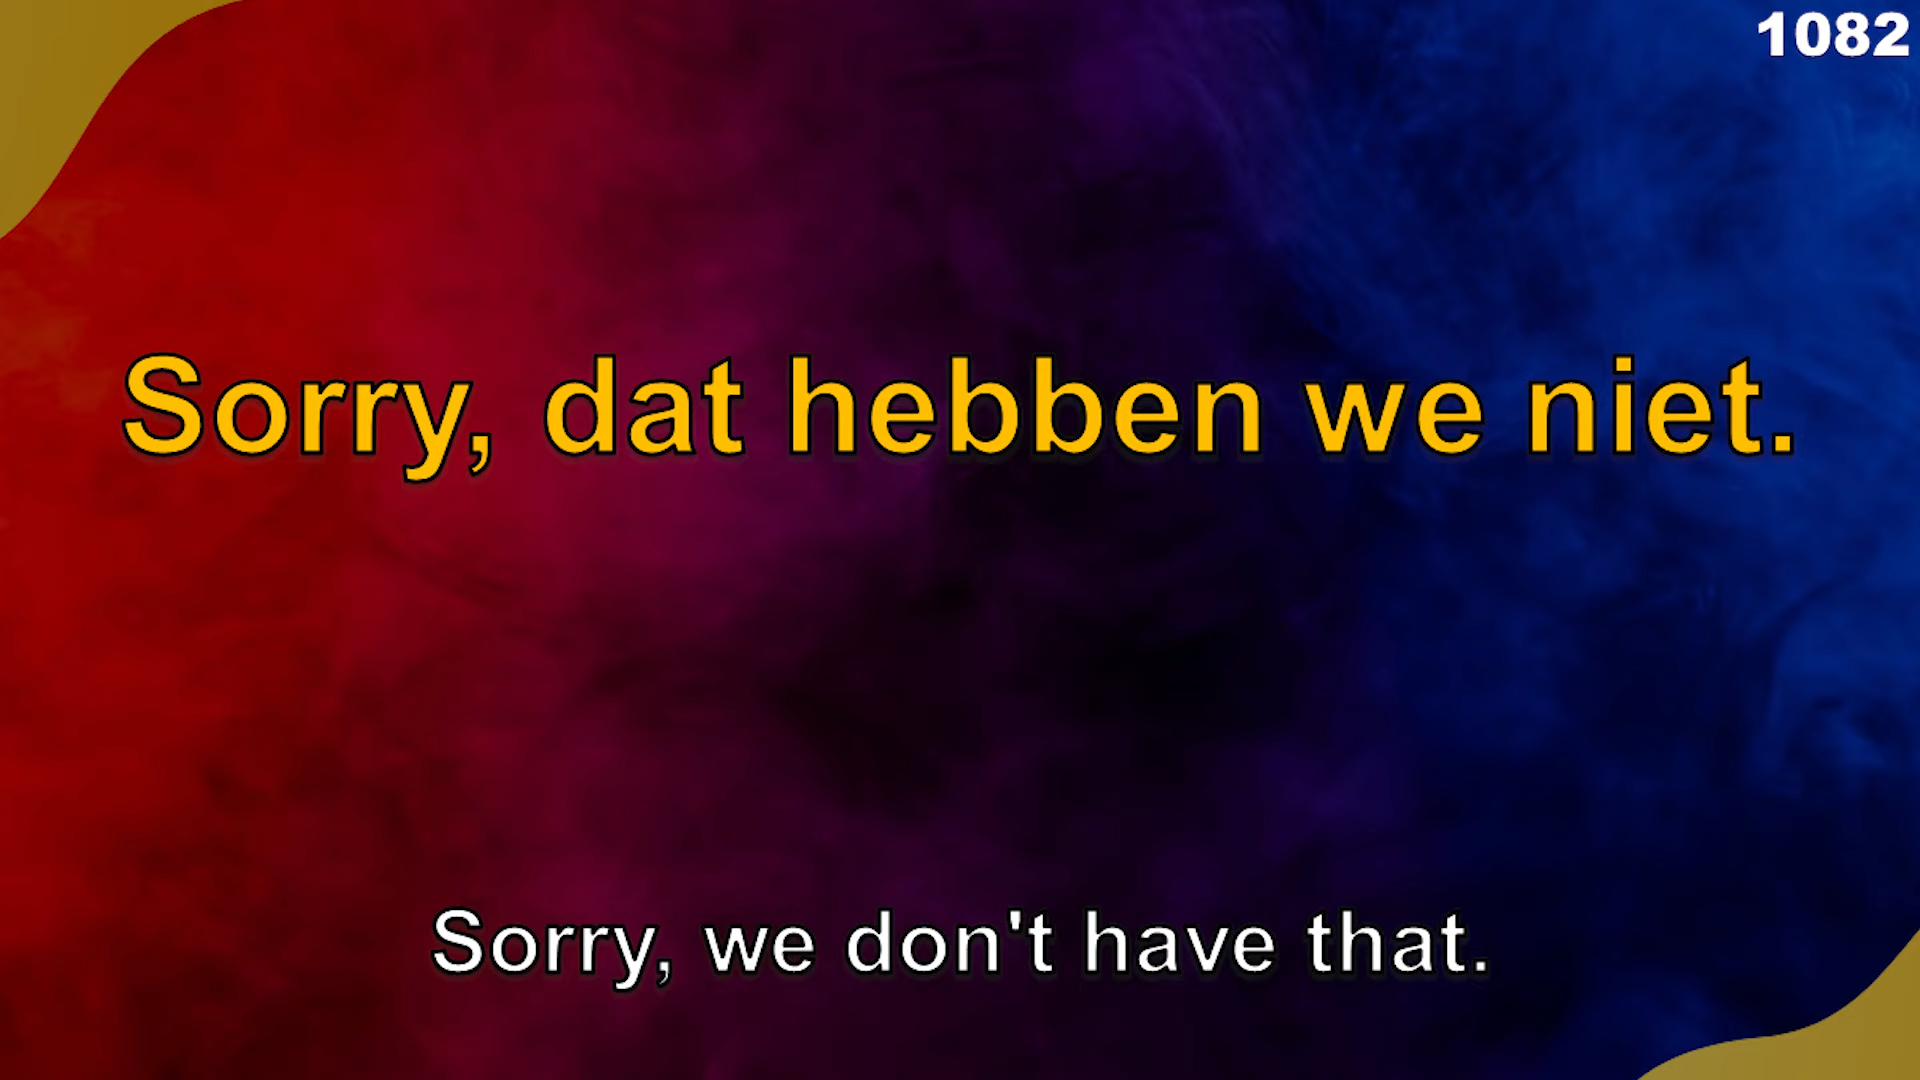 1082
Sorry, dat hebben we niet.
Sorry, we don't have that.